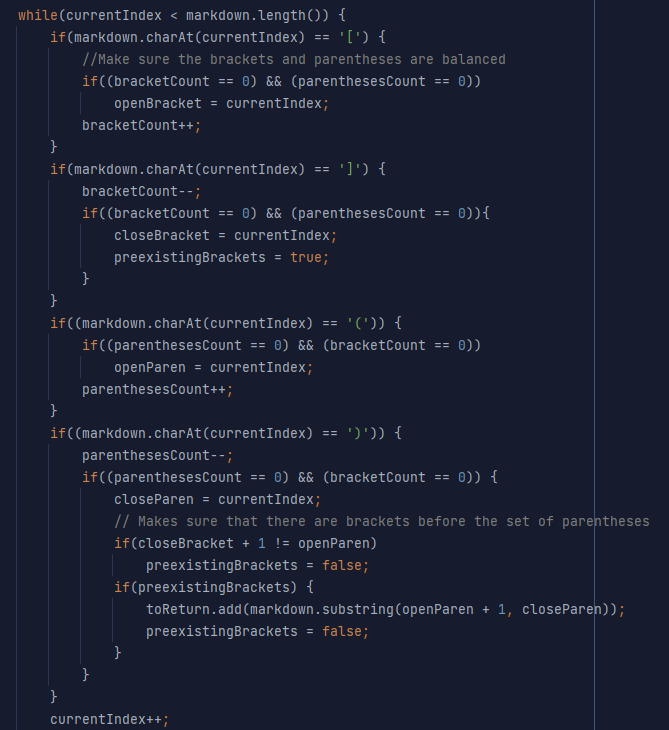 while(currentIndex < markdown.length()) {
if(markdown.charAt(currentIndex) == '[') {
//Make sure the brackets and parentheses are balanced
if((bracketCount == 0) && (parenthesesCount == 0))
openBracket = currentIndex;
bracketCount++;
}
if(markdown.charAt(currentIndex) == ']') {
bracketCount--;
if((bracketCount == 0) && (parenthesesCount == 0)){
closeBracket = currentIndex;
preexistingBrackets = true;
}
}
if((markdown.charAt(currentIndex) == '(')) {
if((parenthesesCount == 0) && (bracketCount == 0))
openParen = currentIndex;
parenthesesCount++;
}
if((markdown.charAt(currentIndex) == ')')) {
parenthesesCount--;
if((parenthesesCount == 0) && (bracketCount == 0)) {
closeParen = currentIndex;
// Makes sure that there are brackets before the set of parentheses
if(closeBracket + 1 != openParen)
preexistingBrackets = false;
if(preexistingBrackets) {
toReturn.add(markdown.substring(openParen + 1, closeParen));
preexistingBrackets = false;
}
}
}
currentIndex++;